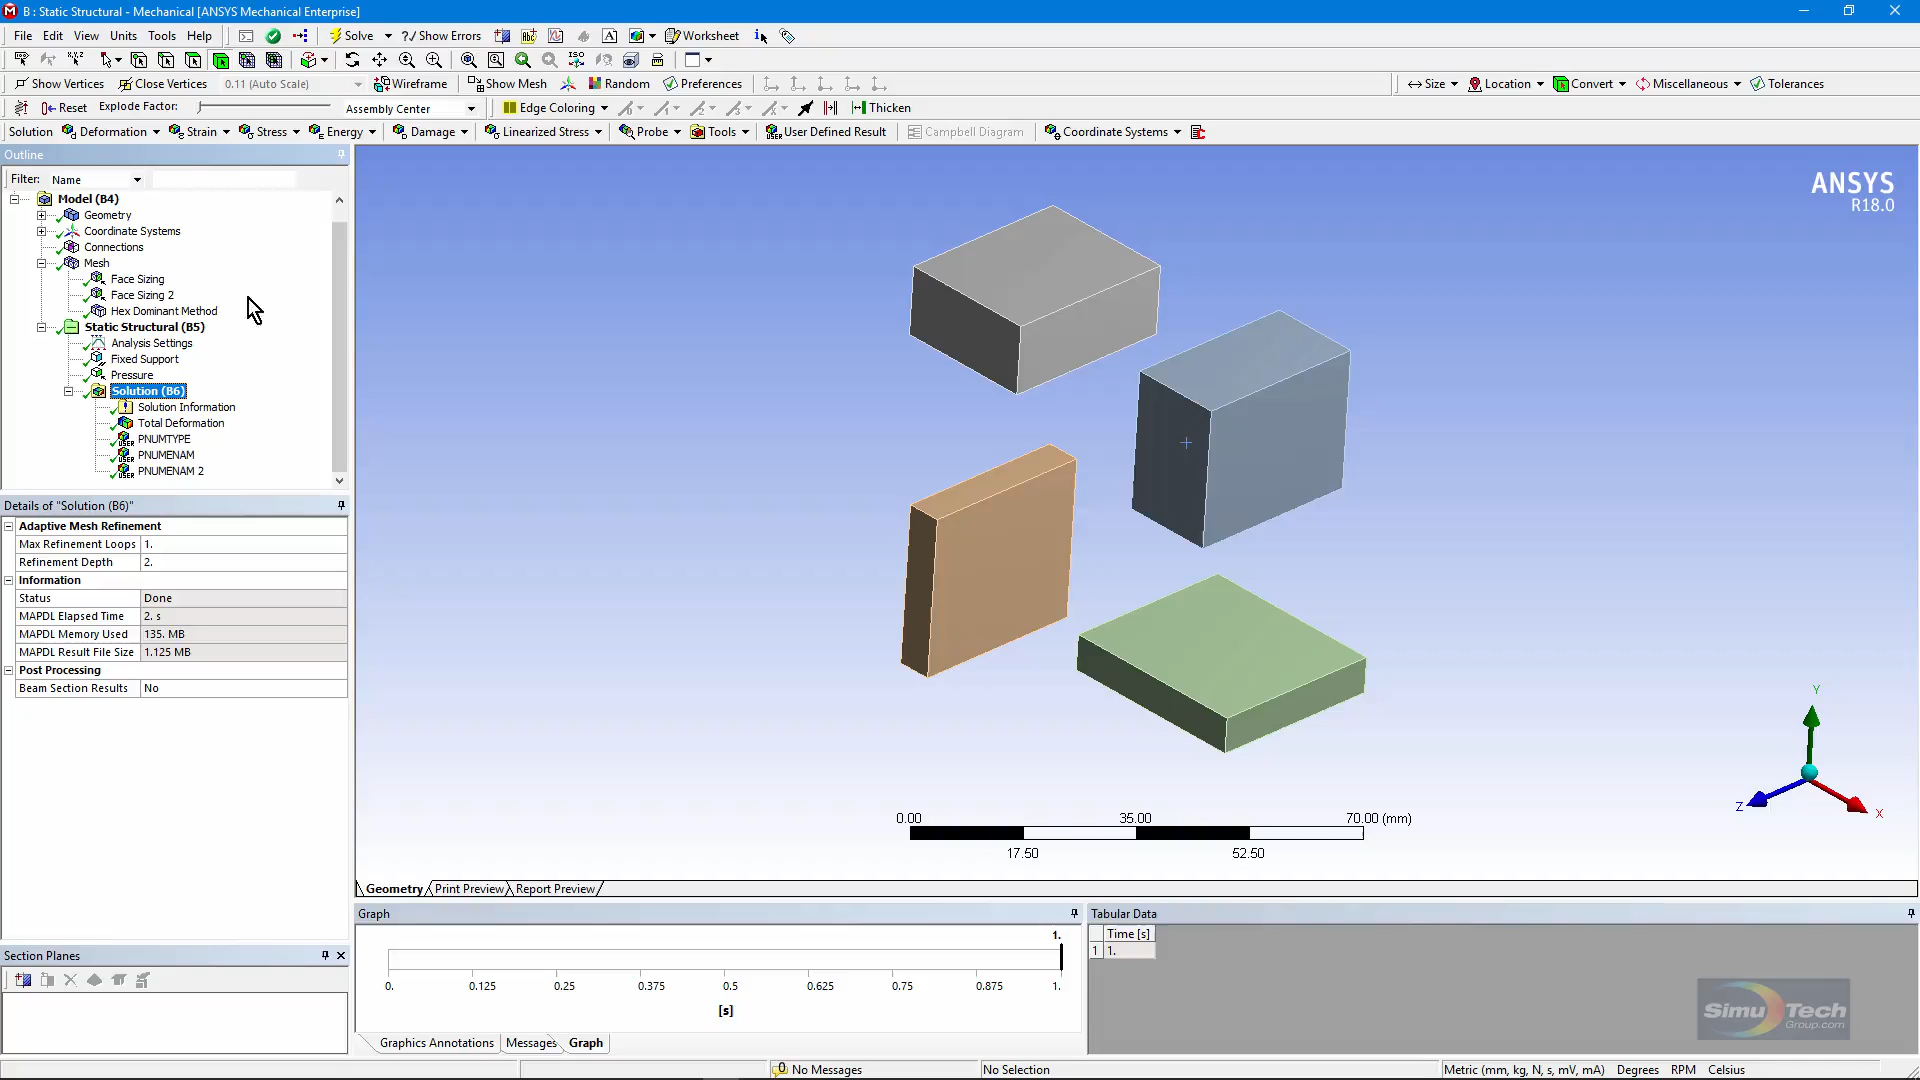 B : Static Structural - Mechanical [ANSYS Mechanical Enterprise]
File Edit View Units Tools Help Solve ?/ Show Errors Worksheet
Show Vertices Close Vertices 0.11 (Auto Scale) Wireframe Show Mesh Random Preferences Size Location Convert Miscellaneous Tolerances
Reset Explode Factor: Assembly Center Edge Coloring Thicken
Solution Deformation Strain Stress Energy Damage Linearized Stress Probe Tools User Defined Result Campbell Diagram Coordinate Systems
Outline
Filter: Name
Model (B4)
Geometry
Coordinate Systems
Connections
Mesh
Face Sizing
Face Sizing 2
Hex Dominant Method
Static Structural (B5)
Analysis Settings
Fixed Support
Pressure
Solution (B6)
Solution Information
Total Deformation
PNUMTYPE
PNUMENAM
PNUMENAM 2
Details of "Solution (B6)"
Adaptive Mesh Refinement
Max Refinement Loops 1.
Refinement Depth 2.
Information
Status Done
MAPDL Elapsed Time 2. s
MAPDL Memory Used 135. MB
MAPDL Result File Size 1.125 MB
Post Processing
Beam Section Results No
Section Planes
ANSYS
R18.0
Y
Z
X
0.00 35.00 70.00 (mm)
17.50 52.50
Geometry Print Preview Report Preview
Graph
1.
0. 0.125 0.25 0.375 0.5 0.625 0.75 0.875 1.
[s]
Graphics Annotations Messages Graph
Tabular Data
Time [s]
1 1.
SimuTech
Group.com
No Messages No Selection Metric (mm, kg, N, s, mV, mA) Degrees RPM Celsius